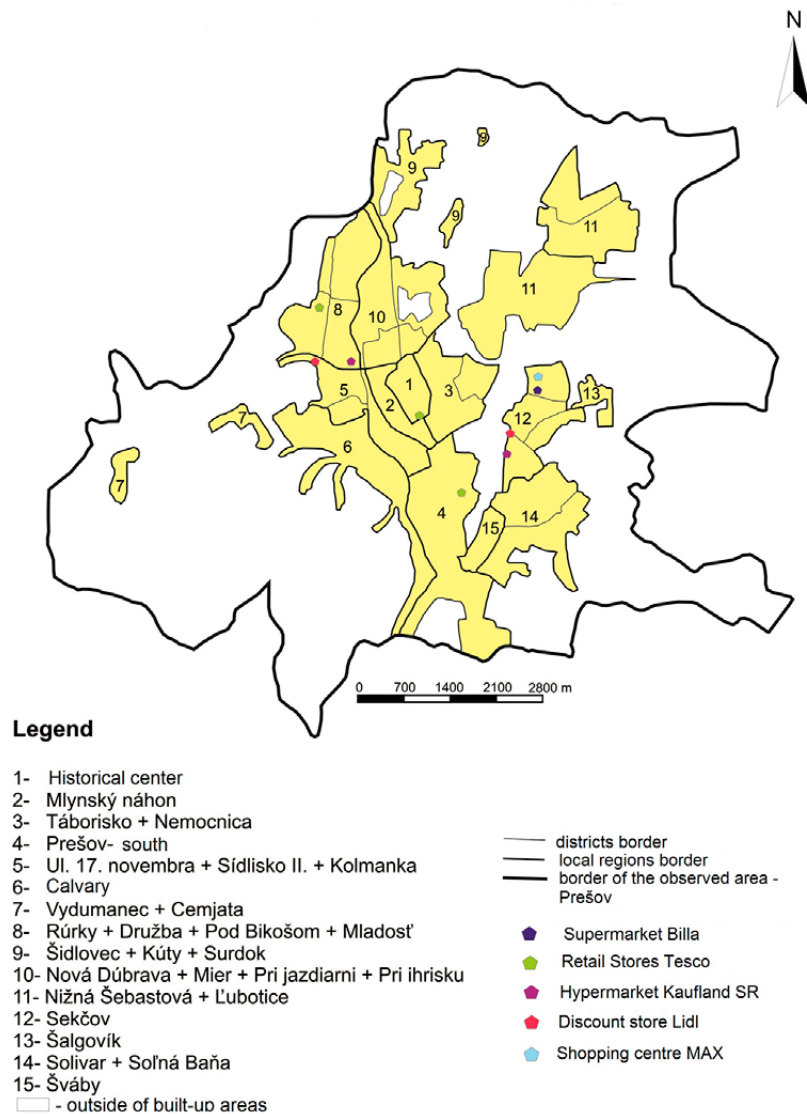 N
9
9
9
11
11
8
10
1
3
5
2
13
12
7
6
7
4
15
14
0 700 1400 2100 2800 m
Legend
1- Historical center
2- Mlynský náhon
3- Táborisko + Nemocnica
4- Prešov- south
5- Ul. 17. novembra + Sídlisko II. + Kolmanka
6- Calvary
7- Vydumanec + Cemjata
8- Rúrky + Družba + Pod Bikošom + Mladosť
9- Šidlovec + Kúty + Surdok
10- Nová Dúbrava + Mier + Pri jazdiarni + Pri ihrisku
11- Nižná Šebastová + Ľubotice
12- Sekčov
13- Šalgovík
14- Solivar + Soľná Baňa
15- Šváby
- outside of built-up areas
districts border
local regions border
border of the observed area -
Prešov
Supermarket Billa
Retail Stores Tesco
Hypermarket Kaufland SR
Discount store Lidl
Shopping centre MAX